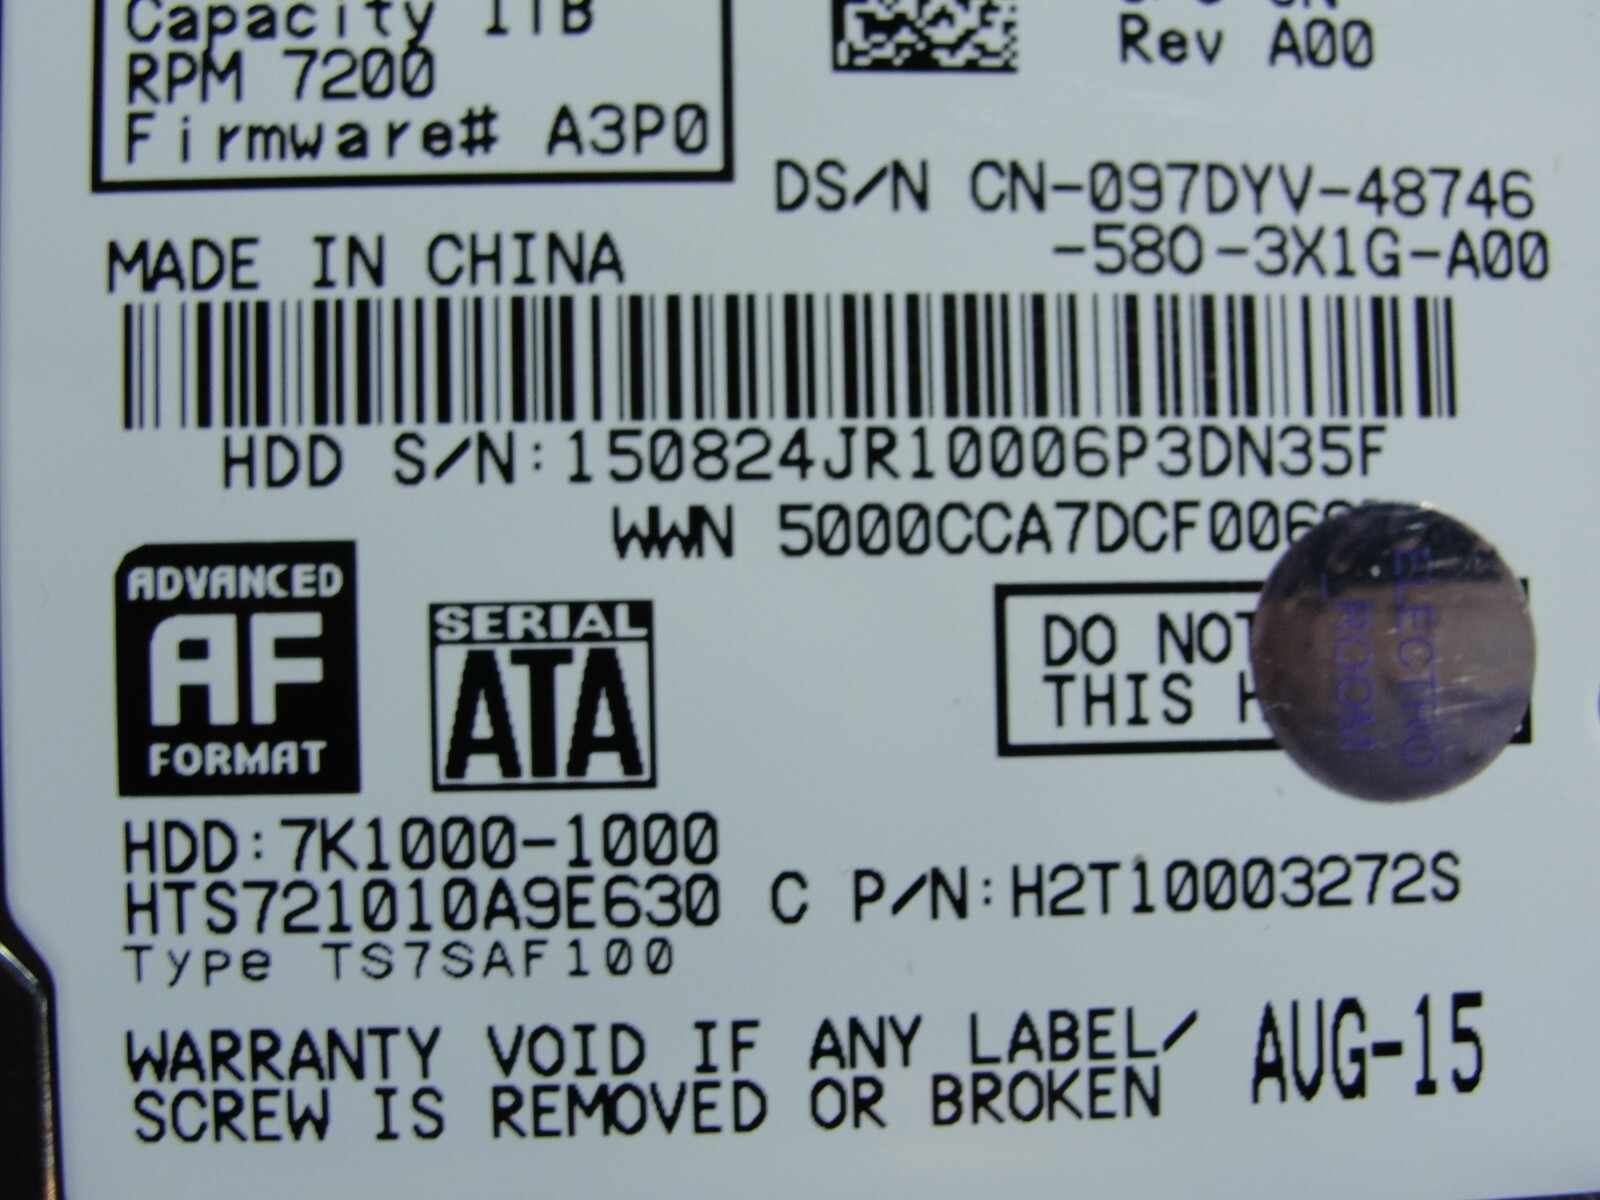 Capacity 1TB
RPM 7200
Firmware# A3P0
Rev A00
DS/N CN-097DYV-48746
-580-3X1G-A00
MADE IN CHINA
HDD S/N:150824JR10006P3DN35F
WWN
ADVANCED
AF
FORMAT
SERIAL
ATA
DO NOT
THIS
ELECTRO
ROOM
HDD:7K1000-1000
HTS721010A9E630 C P/N:H2T10003272S
Type TS7SAF100
WARRANTY VOID IF ANY LABEL/
SCREW IS REMOVED OR BROKEN
AUG-15